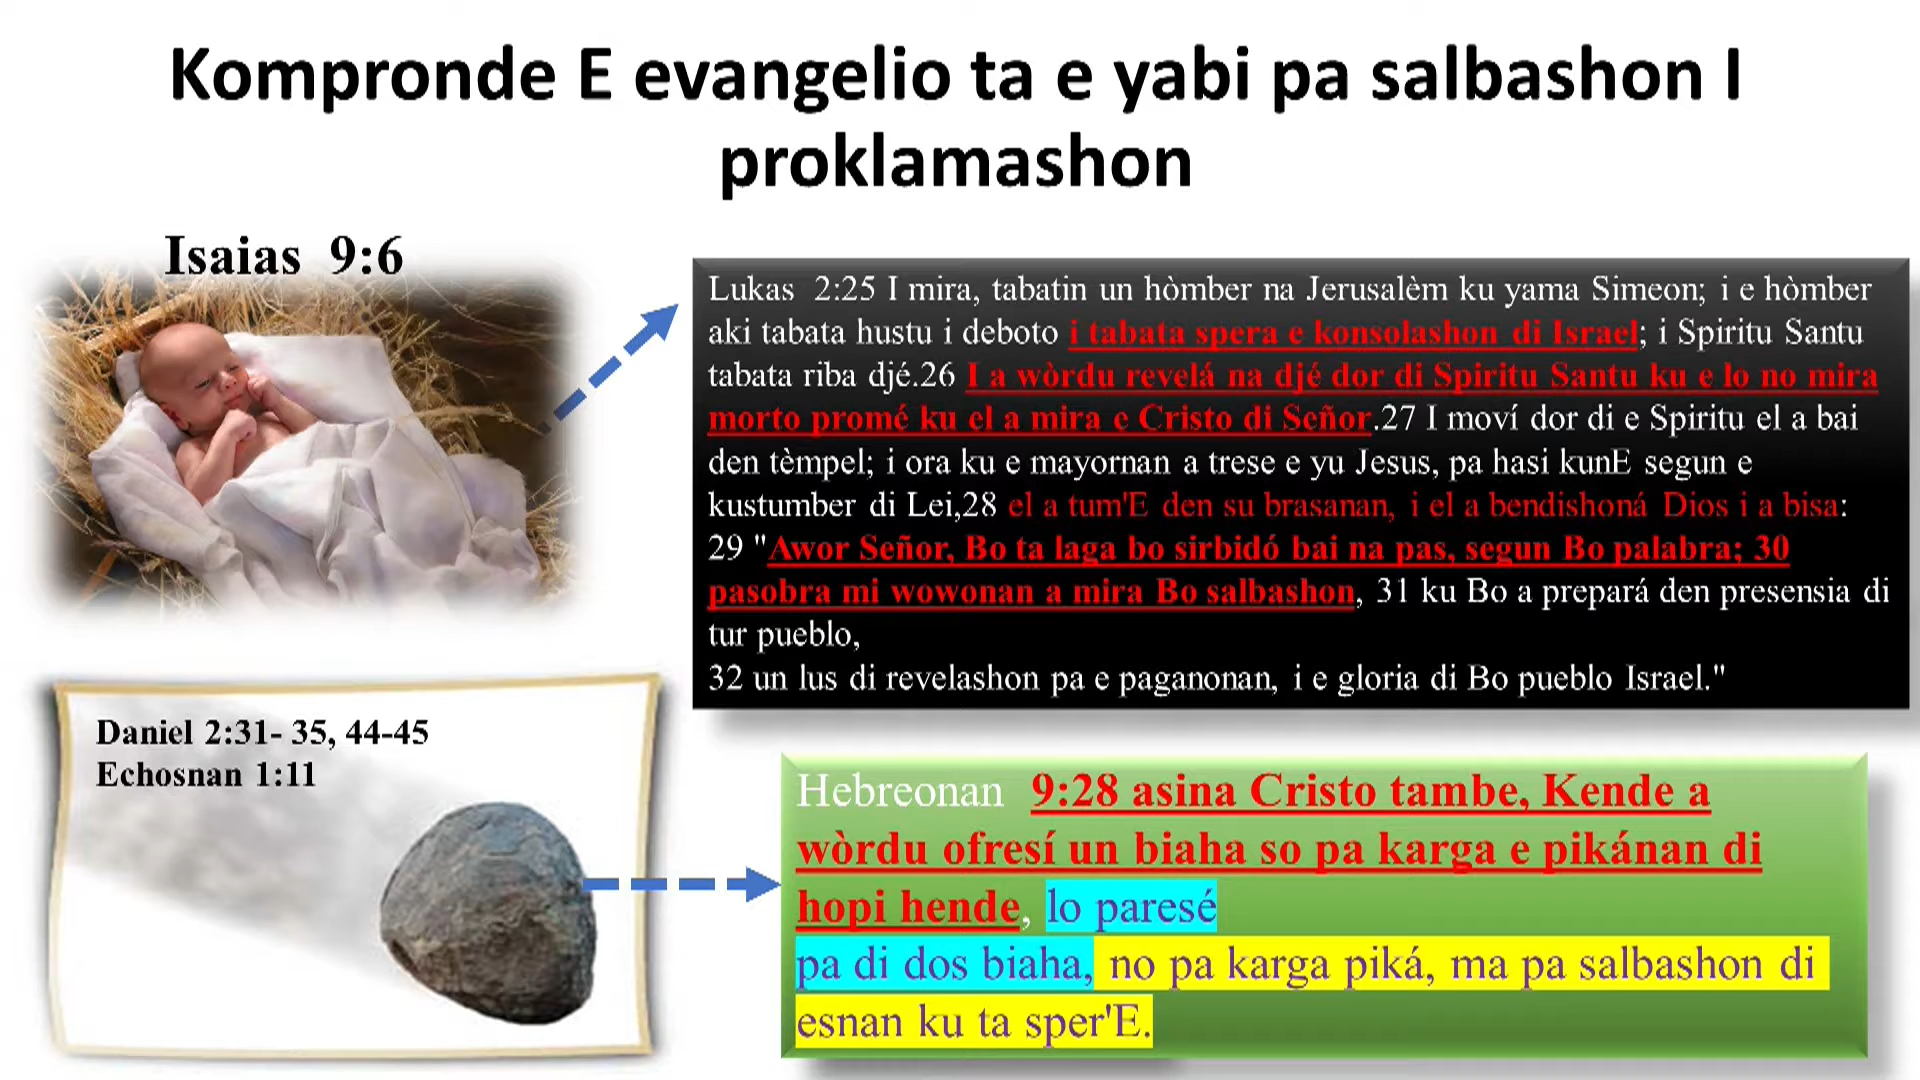 Kompronde E evangelio ta e yabi pa salbashon I
proklamashon
Isaias 9:6
Lukas 2:25 I mira, tabatin un hòmber na Jerusalèm ku yama Simeon; i e hòmber
aki tabata hustu i deboto i tabata spera e konsolashon di Israel; i Spiritu Santu
tabata riba djé.26 I a wòrdu revelá na djé dor di Spiritu Santu ku e lo no mira
morto promé ku el a mira e Cristo di Señor.27 I moví dor di e Spiritu el a bai
den tèmpel; i ora ku e mayornan a trese e yu Jesus, pa hasi kunE segun e
kustumber di Lei,28 el a tum'E den su brasanan, i el a bendishoná Dios i a bisa:
29 "Awor Señor, Bo ta laga bo sirbidó bai na pas, segun Bo palabra; 30
pasobra mi wowonan a mira Bo salbashon, 31 ku Bo a prepará den presensia di
tur pueblo,
32 un lus di revelashon pa e paganonan, i e gloria di Bo pueblo Israel."
Daniel 2:31- 35, 44-45
Echosnan 1:11
Hebreonan 9:28 asina Cristo tambe, Kende a
wòrdu ofresí un biaha so pa karga e pikánan di
hopi hende, lo paresé
pa di dos biaha, no pa karga piká, ma pa salbashon di
esnan ku ta sper'E.